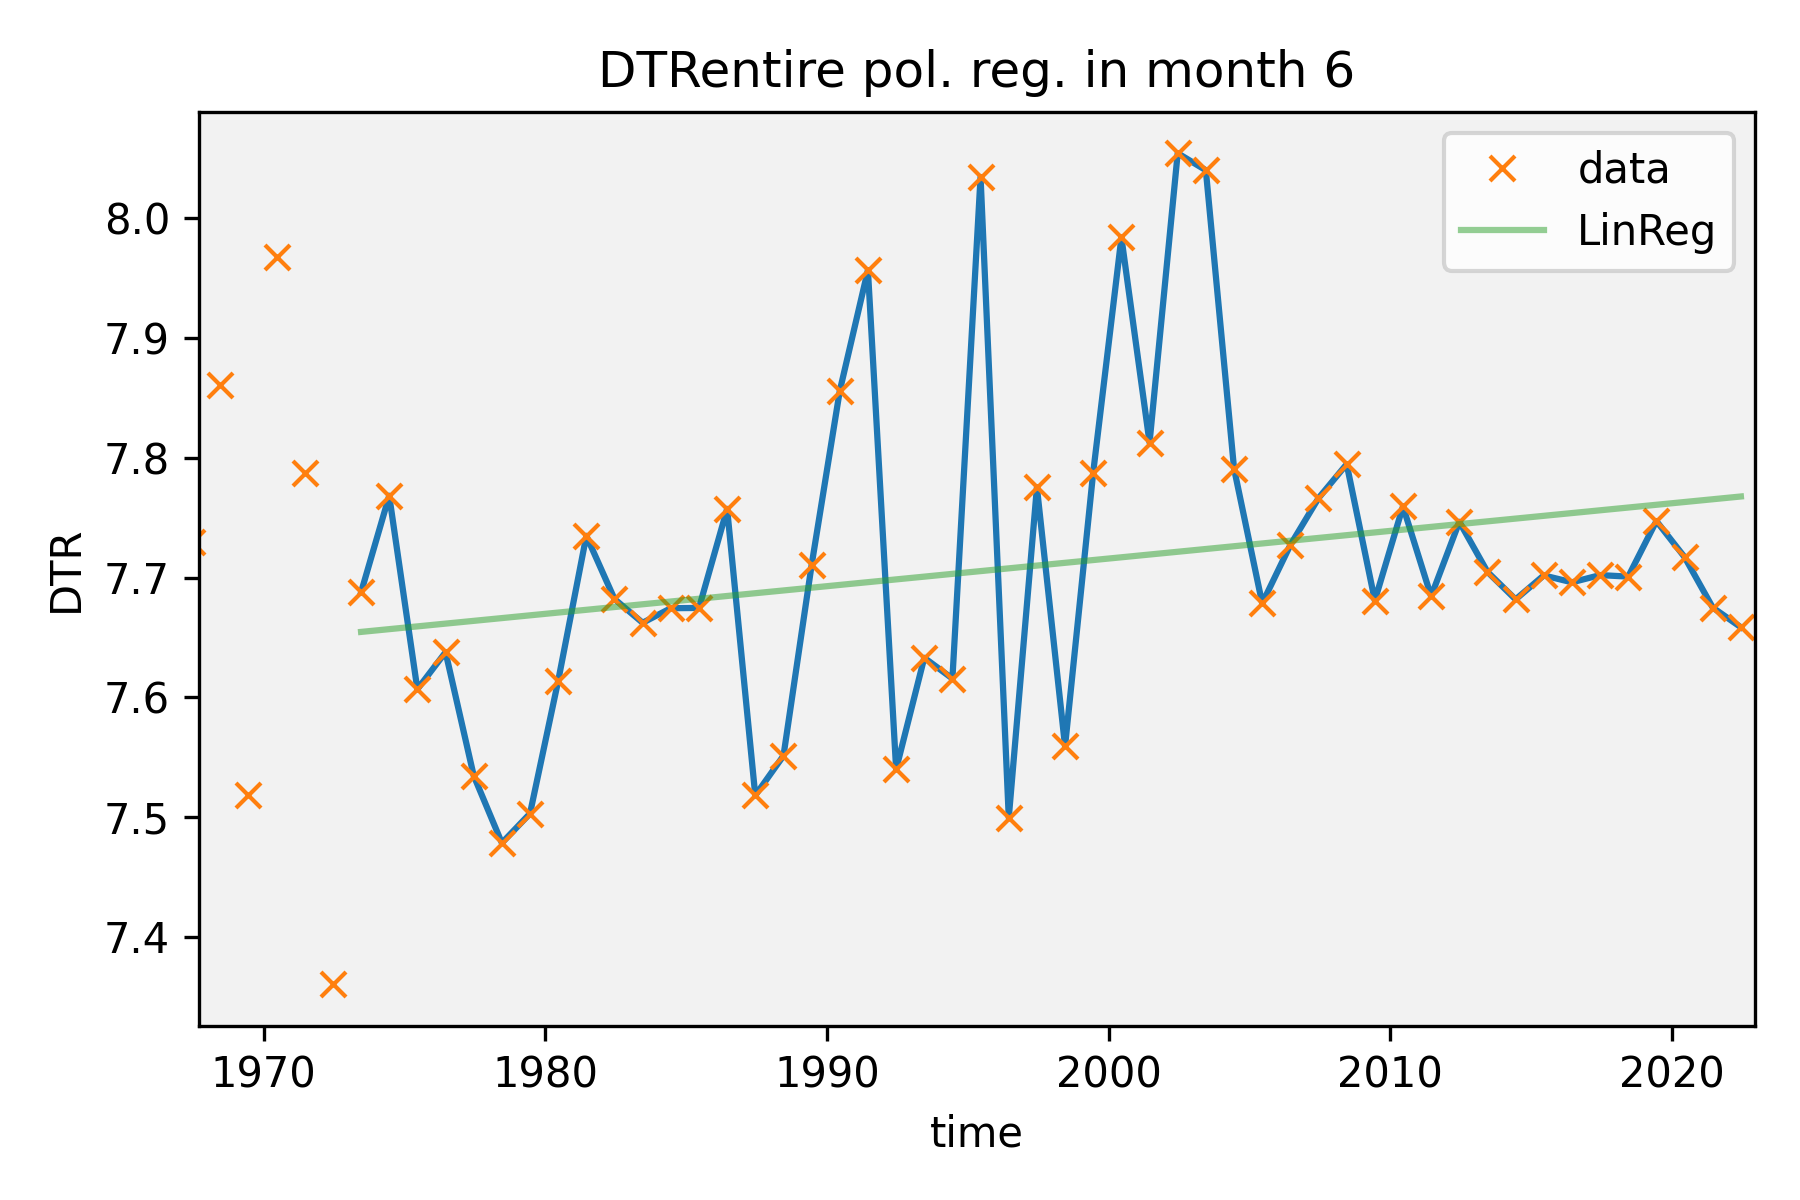 DTRentire pol. reg. in month 6
data
LinReg
8.0
7.9
7.8
7.7
7.6
7.5
7.4
DTR
1970 1980 1990 2000 2010 2020
time